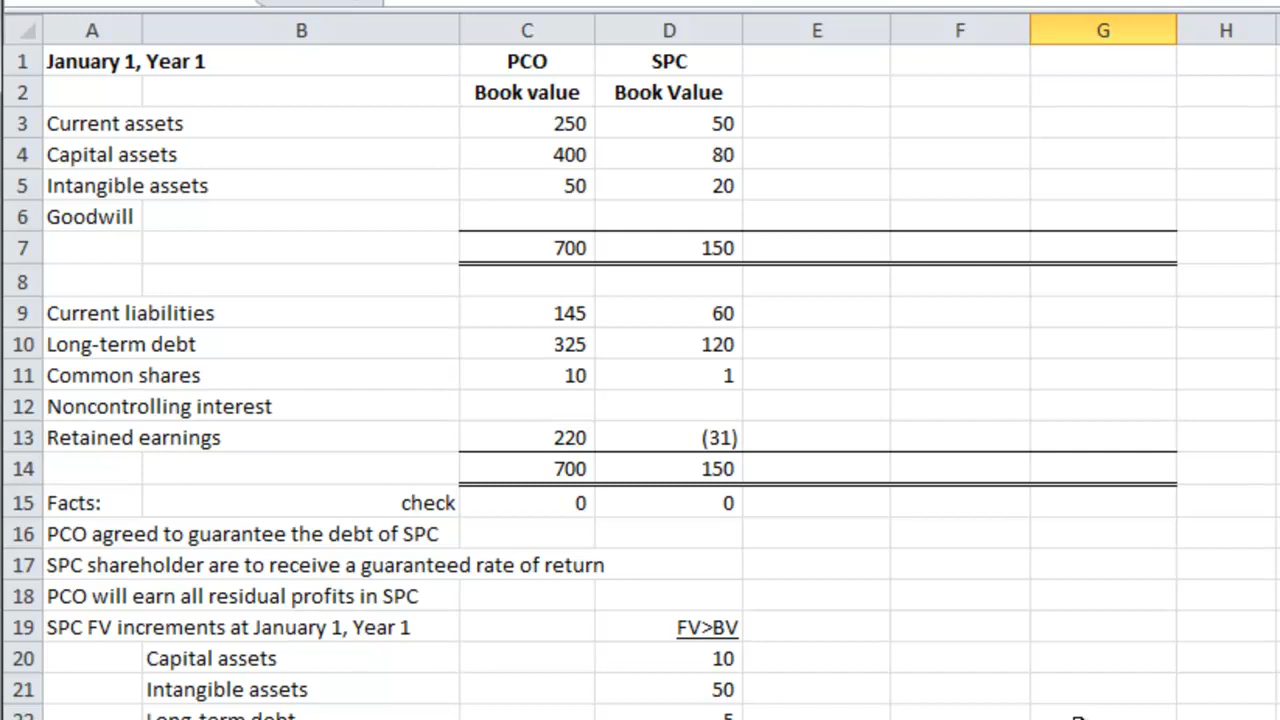 A B C D E F G H
1 January 1, Year 1 PCO SPC
2 Book value Book Value
3 Current assets 250 50
4 Capital assets 400 80
5 Intangible assets 50 20
6 Goodwill
7 700 150
8
9 Current liabilities 145 60
10 Long-term debt 325 120
11 Common shares 10 1
12 Noncontrolling interest
13 Retained earnings 220 (31)
14 700 150
15 Facts: check 0 0
16 PCO agreed to guarantee the debt of SPC
17 SPC shareholder are to receive a guaranteed rate of return
18 PCO will earn all residual profits in SPC
19 SPC FV increments at January 1, Year 1 FV>BV
20 Capital assets 10
21 Intangible assets 50
22 Long-term debt 5